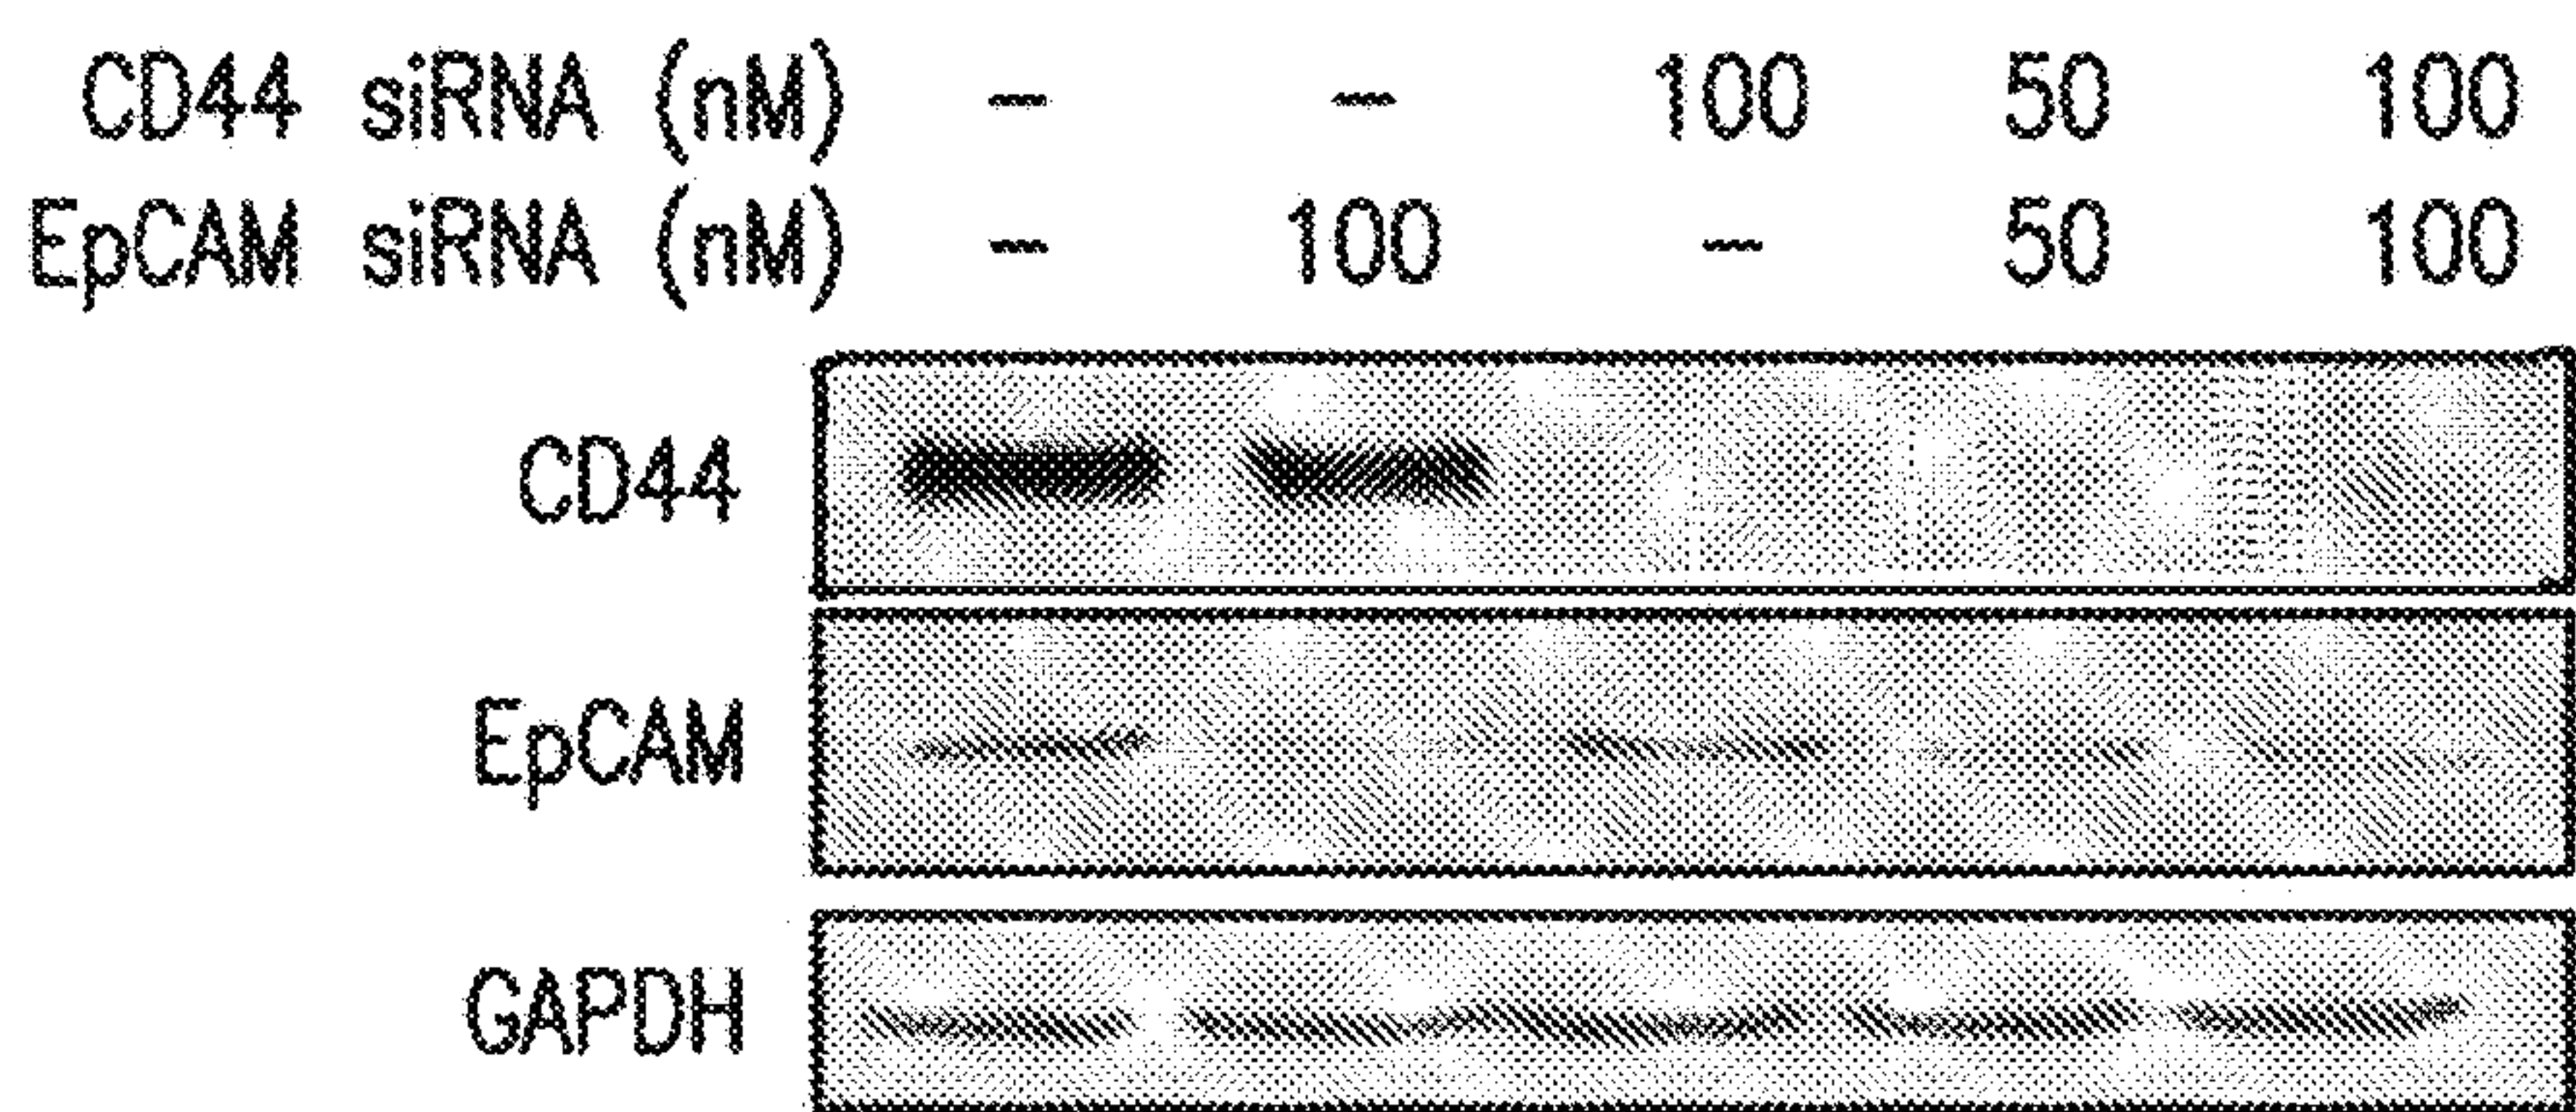 CD44 siRNA (nM) - - 100 50 100
EpCAM siRNA (nM) - 100 - 50 100
CD44
EpCAM
GAPDH